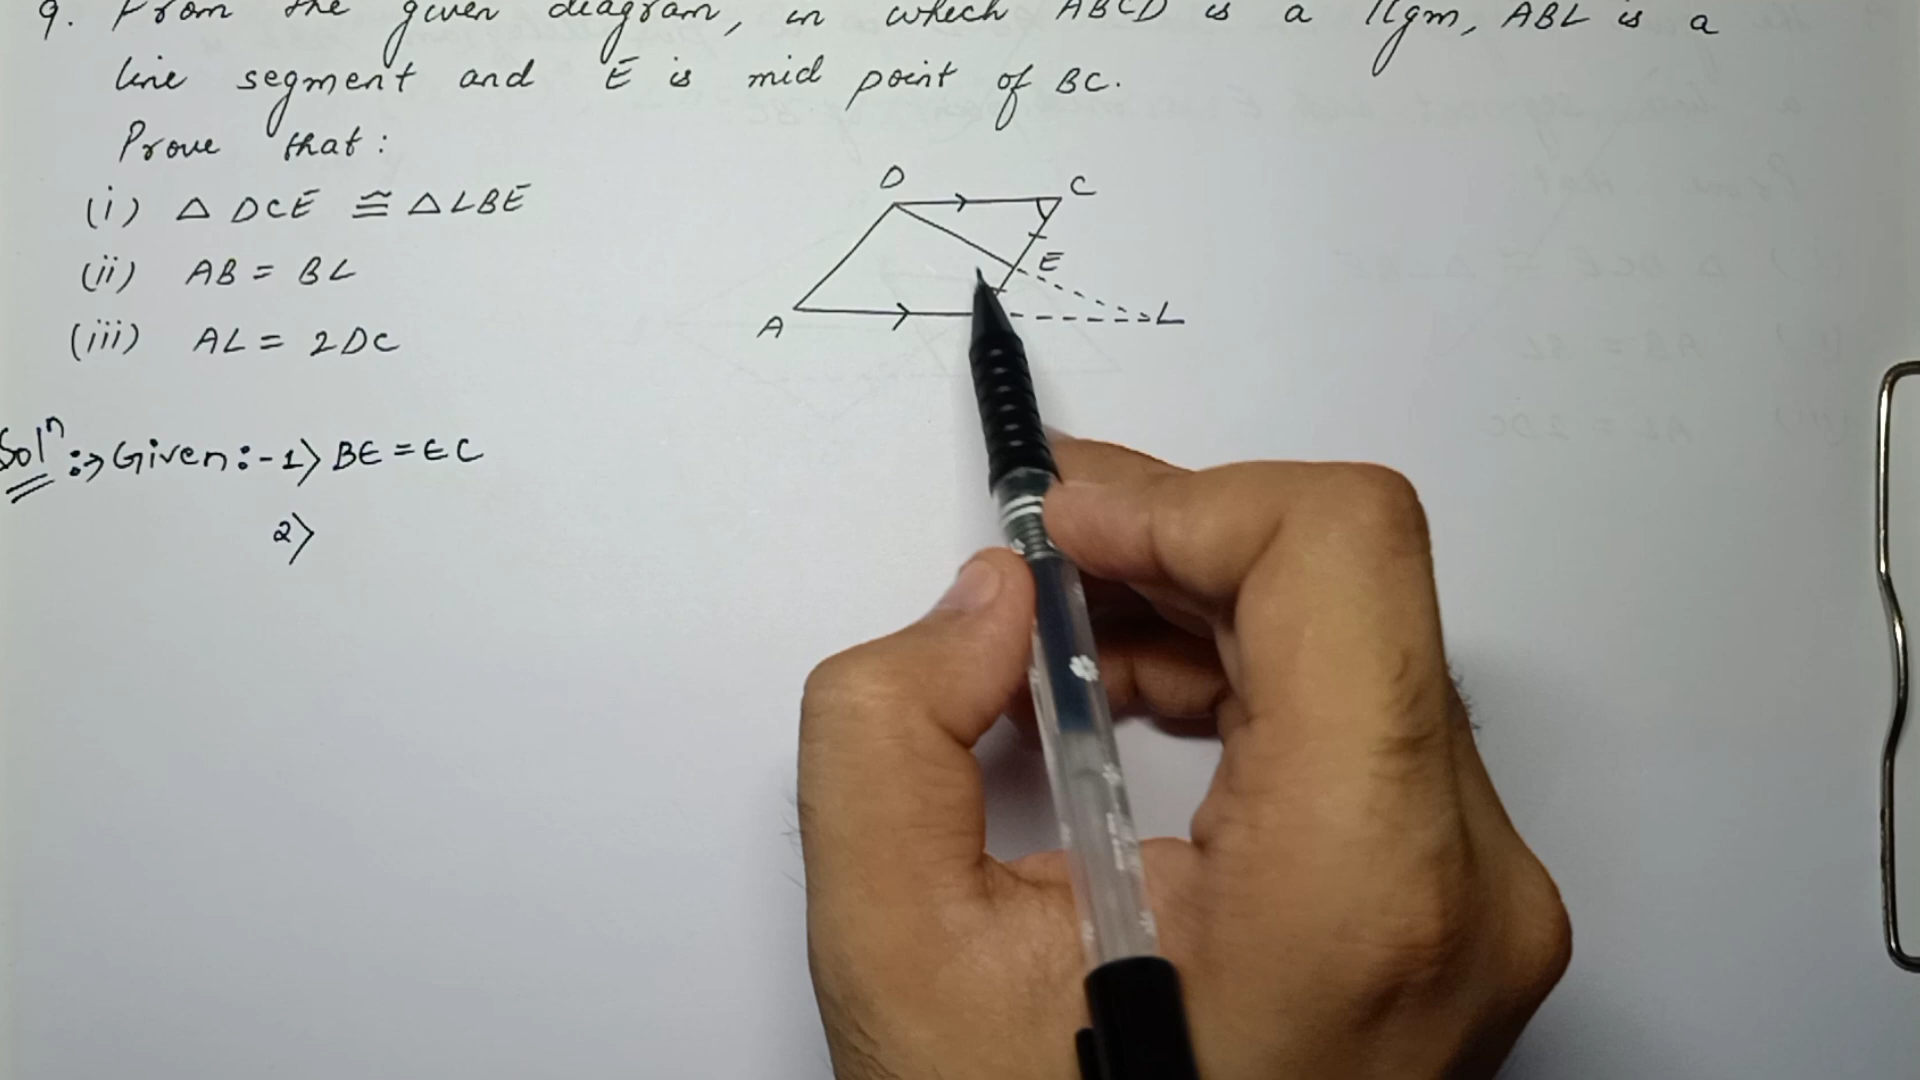 9. From the given diagram, in which ABCD is a ||gm, ABL is a
line segment and E is mid point of BC.
Prove that :
(i) △ DCE ≅ △ LBE
(ii) AB = BL
(iii) AL = 2DC
D
C
E
A
L
Solⁿ :→ Given :- 1> BE = EC
2>